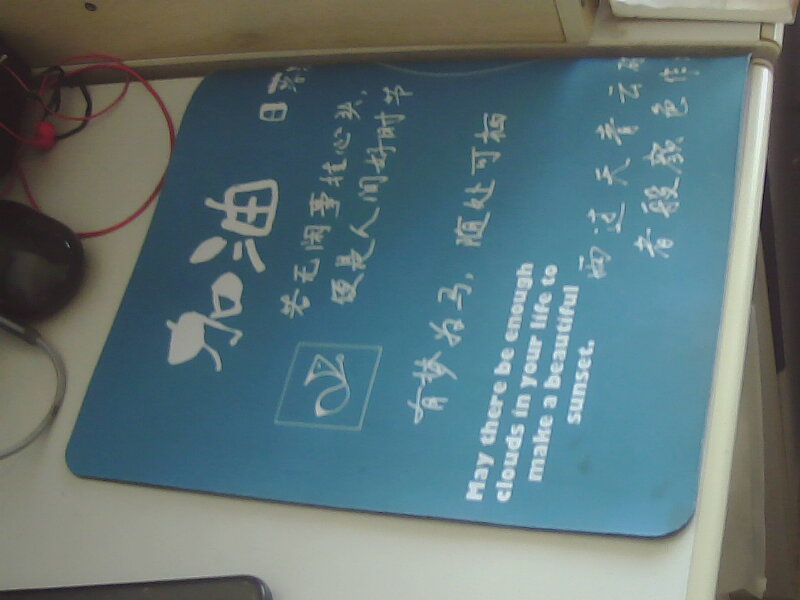 日落
加油
若无闲事挂心头，
便是人间好时节
有梦为马，随处可栖
May there be enough
clouds in your life to
make a beautiful
sunset.
雨过天青云
者般颜色作